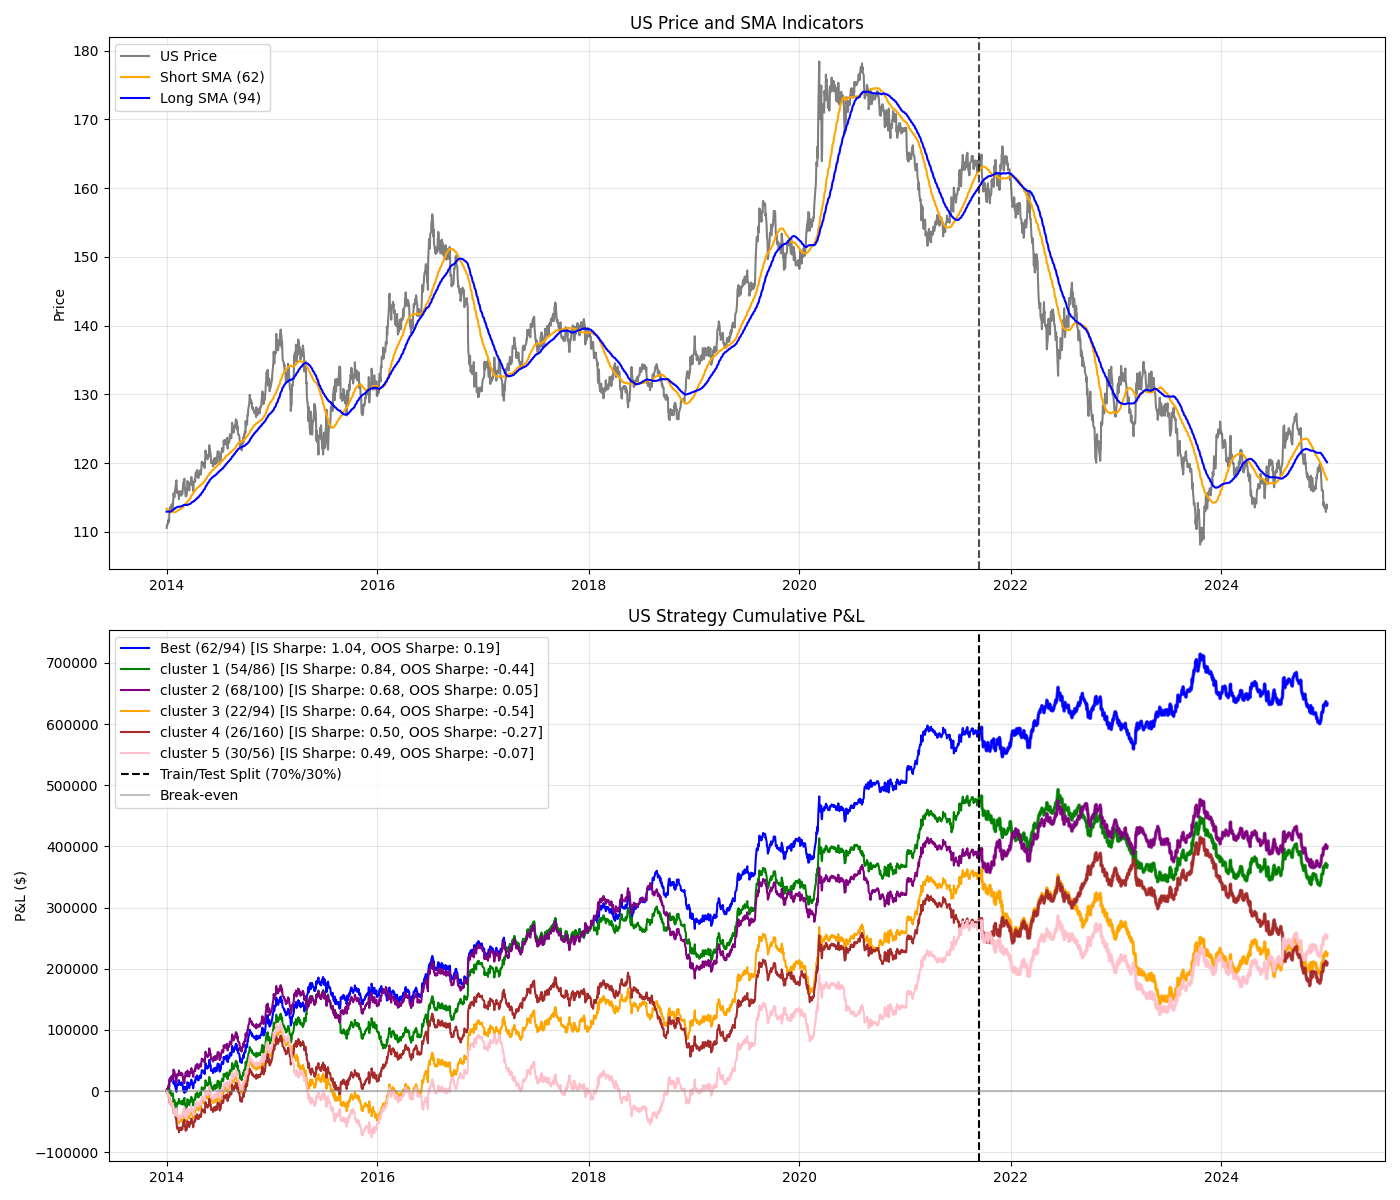 US Price and SMA Indicators
US Price
Short SMA (62)
Long SMA (94)
Price
180
170
160
150
140
130
120
110
2014
2016
2018
2020
2022
2024
US Strategy Cumulative P&L
Best (62/94) [IS Sharpe: 1.04, OOS Sharpe: 0.19]
cluster 1 (54/86) [IS Sharpe: 0.84, OOS Sharpe: -0.44]
cluster 2 (68/100) [IS Sharpe: 0.68, OOS Sharpe: 0.05]
cluster 3 (22/94) [IS Sharpe: 0.64, OOS Sharpe: -0.54]
cluster 4 (26/160) [IS Sharpe: 0.50, OOS Sharpe: -0.27]
cluster 5 (30/56) [IS Sharpe: 0.49, OOS Sharpe: -0.07]
Train/Test Split (70%/30%)
Break-even
P&L ($)
700000
600000
500000
400000
300000
200000
100000
0
−100000
2014
2016
2018
2020
2022
2024